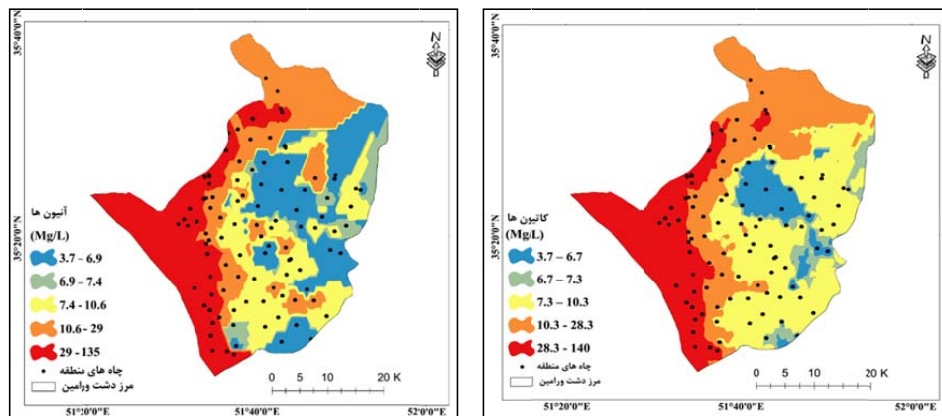 35°40'0"N
N
35°20'0"N
آنیون ها
(Mg/L)
3.7 - 6.9
6.9 - 7.4
7.4 - 10.6
10.6 - 29
29 - 135
چاه های منطقه
مرز دشت ورامین
0 5 10 20 K
51°20'0"E 51°40'0"E 52°0'0"E
35°40'0"N
N
35°20'0"N
کاتیون ها
(Mg/L)
3.7 – 6.7
6.7 – 7.3
7.3 – 10.3
10.3 - 28.3
28.3 - 140
چاه های منطقه
مرز دشت ورامین
0 5 10 20 K
51°20'0"E 51°40'0"E 52°0'0"E